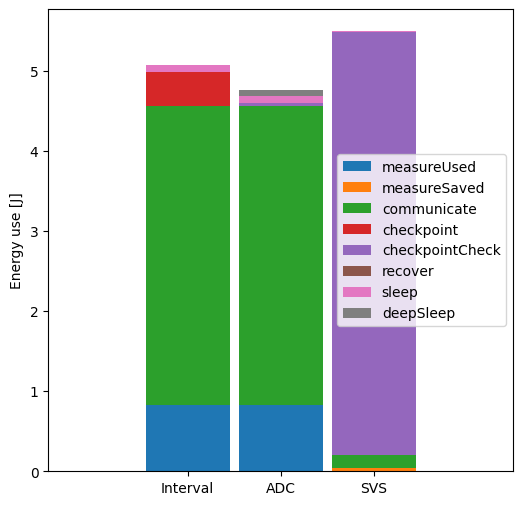 Energy use [J]
5
4
3
2
1
0
measureUsed
measureSaved
communicate
checkpoint
checkpointCheck
recover
sleep
deepSleep
Interval ADC SVS